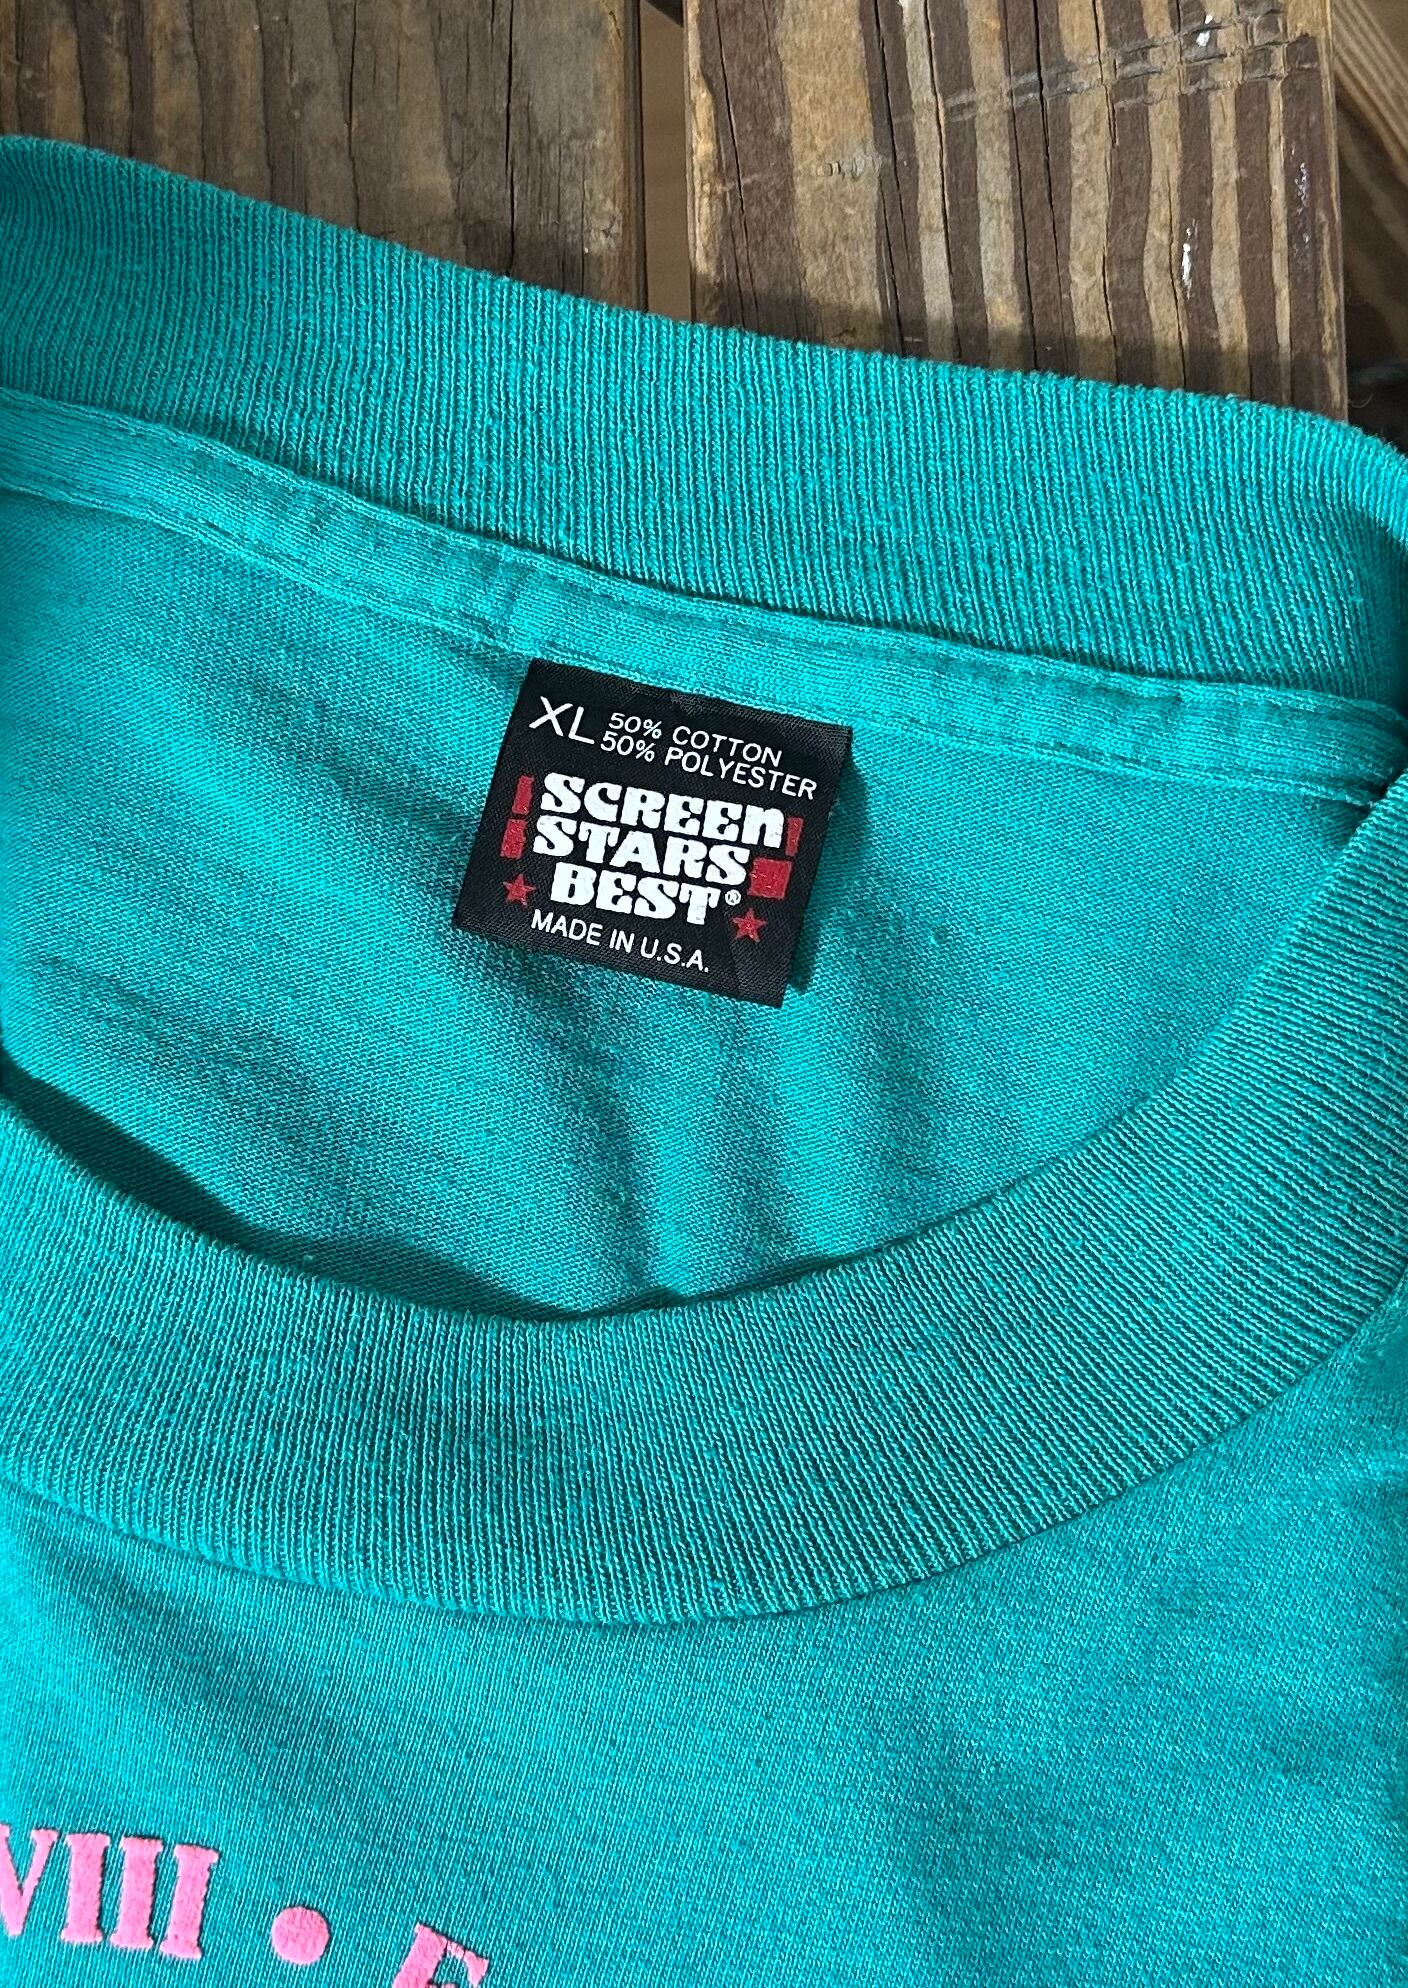 XL 50% COTTON
50% POLYESTER
SCREEN
STARS
BEST®
MADE IN U.S.A.
VIII •